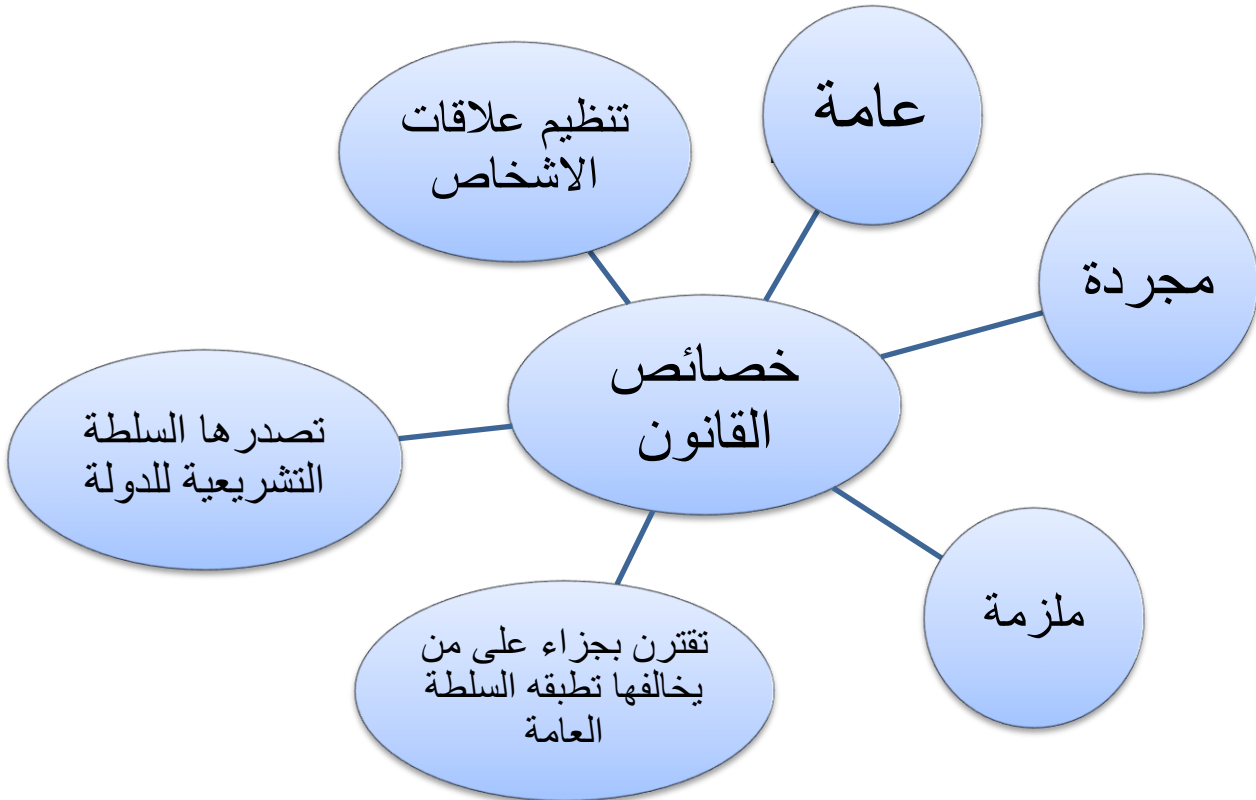 خصائص
القانون
عامة
مجردة
ملزمة
تقترن بجزاء على من
يخالفها تطبقه السلطة
العامة
تصدرها السلطة
التشريعية للدولة
تنظيم علاقات
الاشخاص